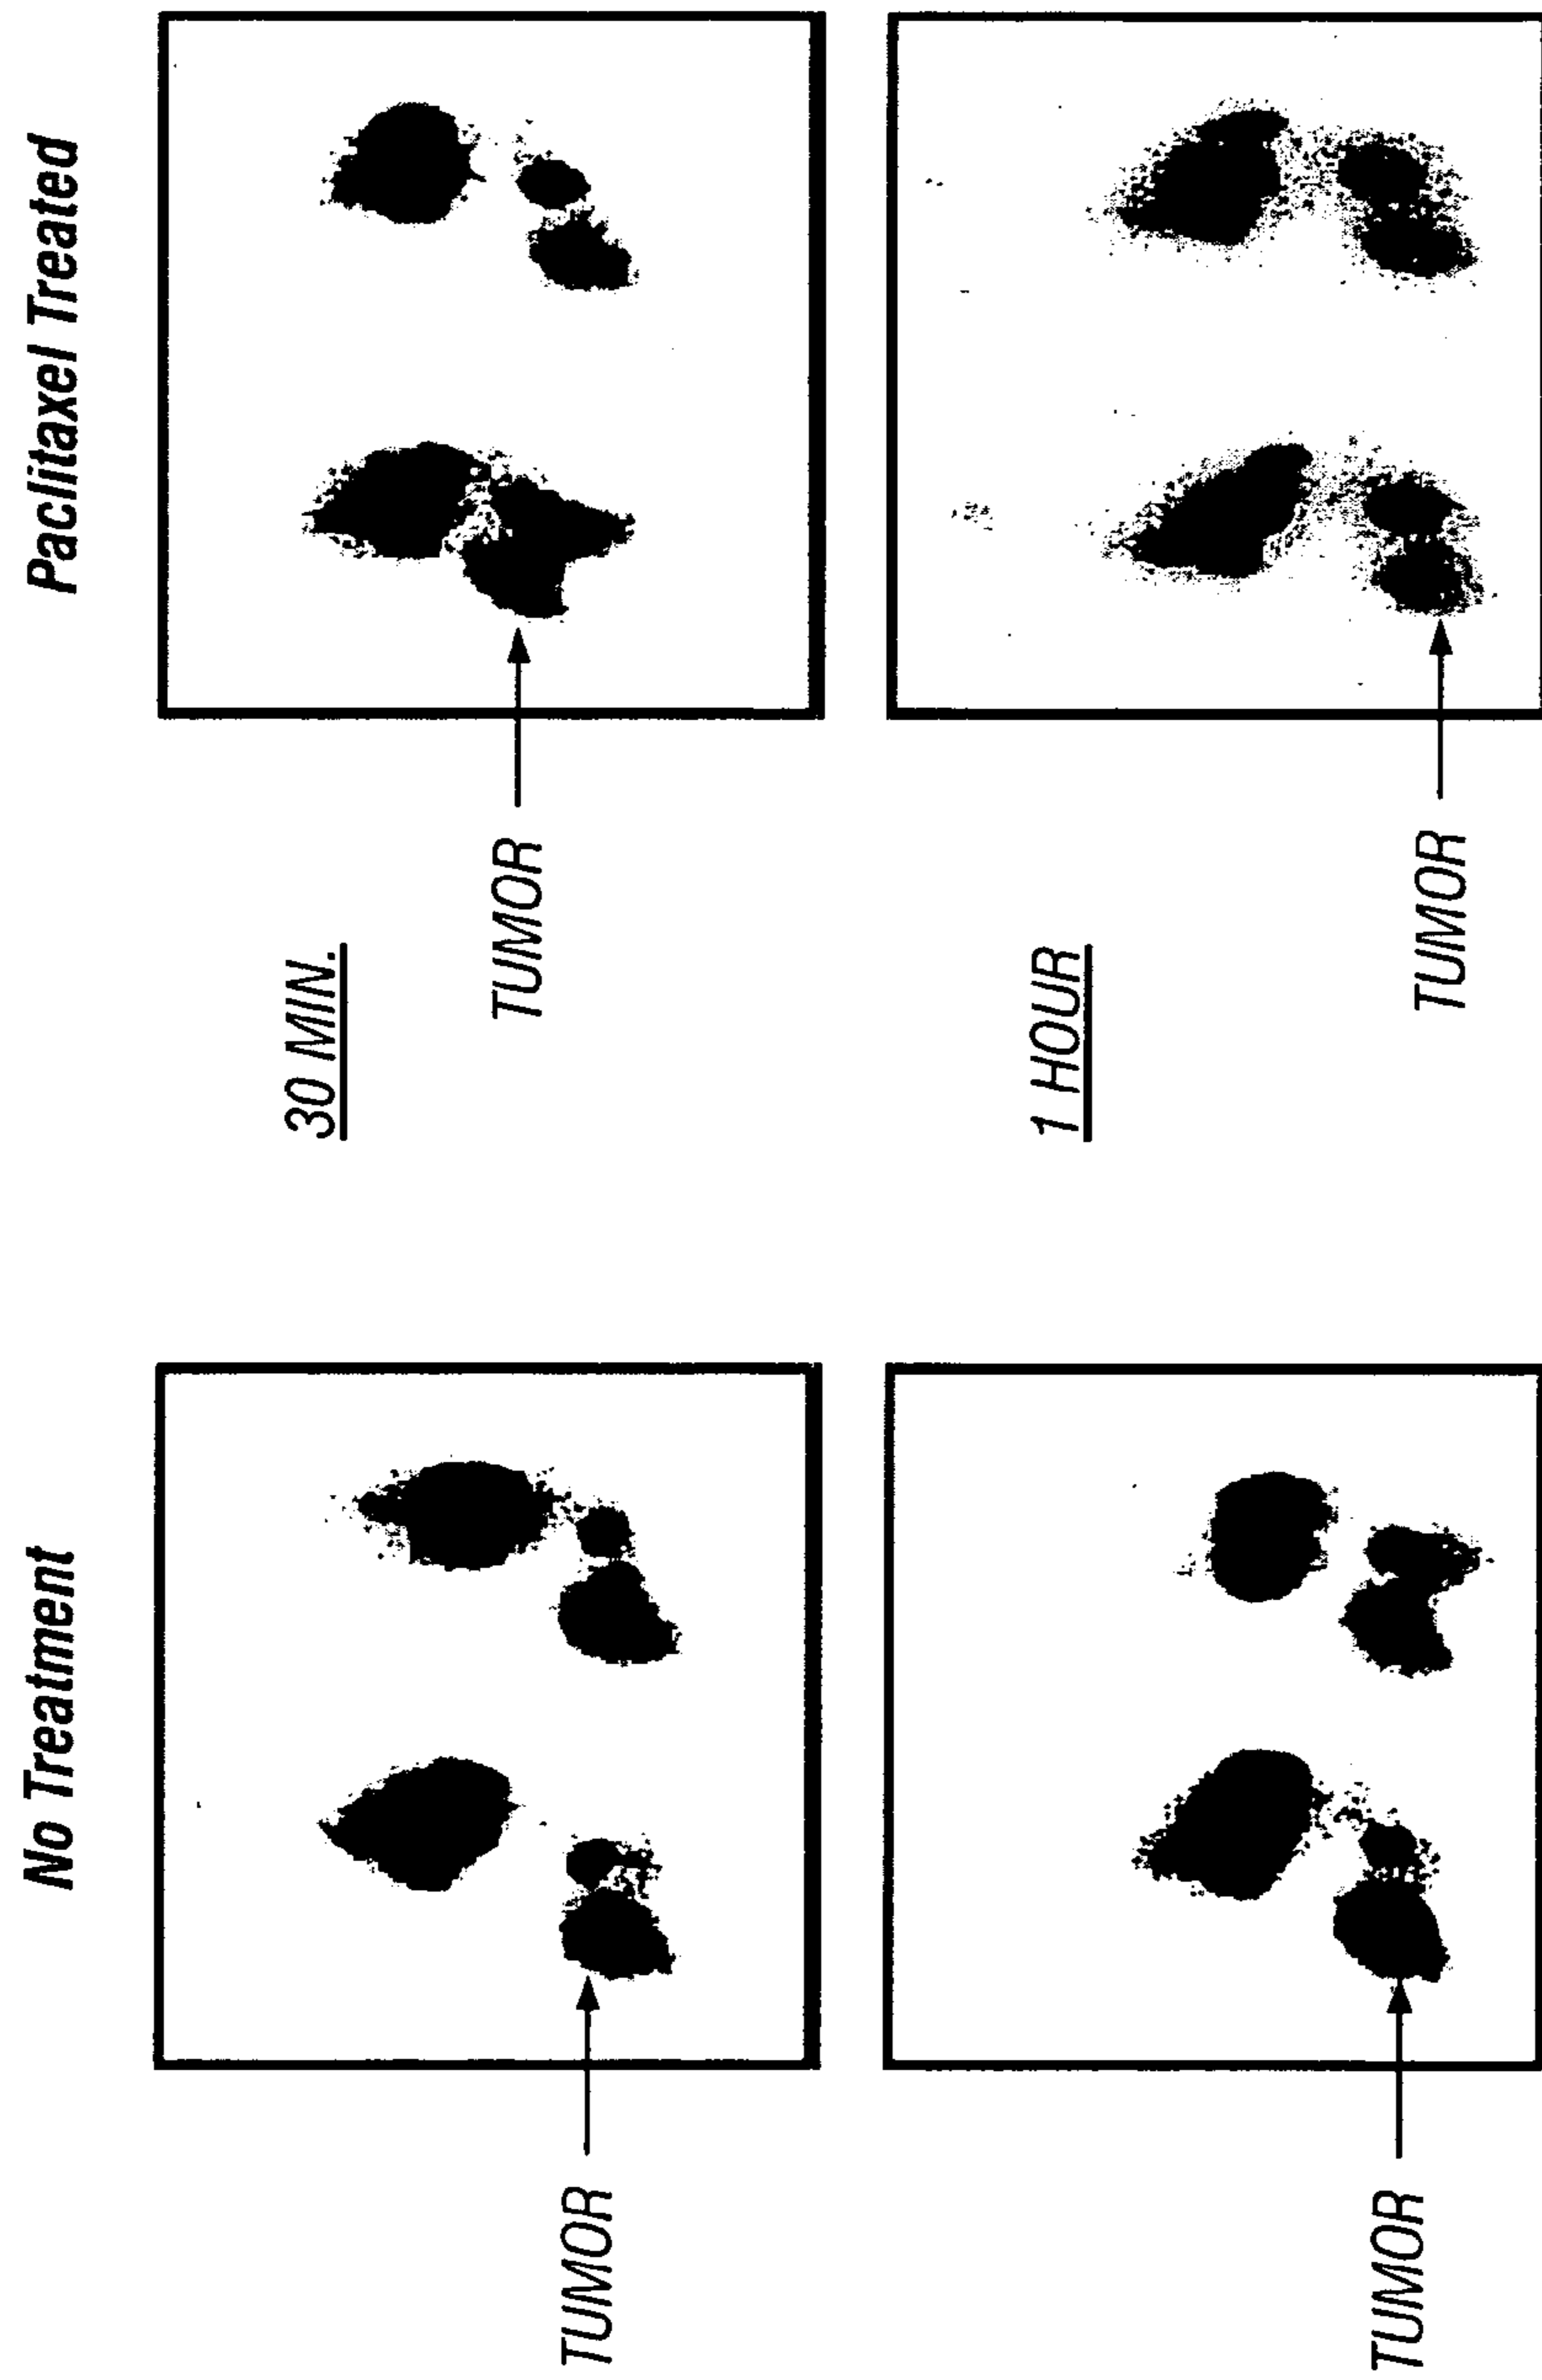 No Treatment
Paclitaxel Treated
30 MIN.
TUMOR
TUMOR
1 HOUR
TUMOR
TUMOR